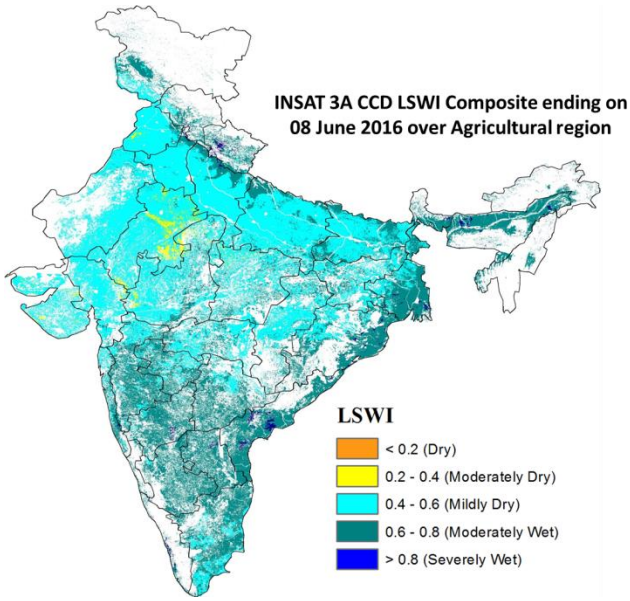 INSAT 3A CCD LSWI Composite ending on
08 June 2016 over Agricultural region
LSWI
< 0.2 (Dry)
0.2 - 0.4 (Moderately Dry)
0.4 - 0.6 (Mildly Dry)
0.6 - 0.8 (Moderately Wet)
> 0.8 (Severely Wet)